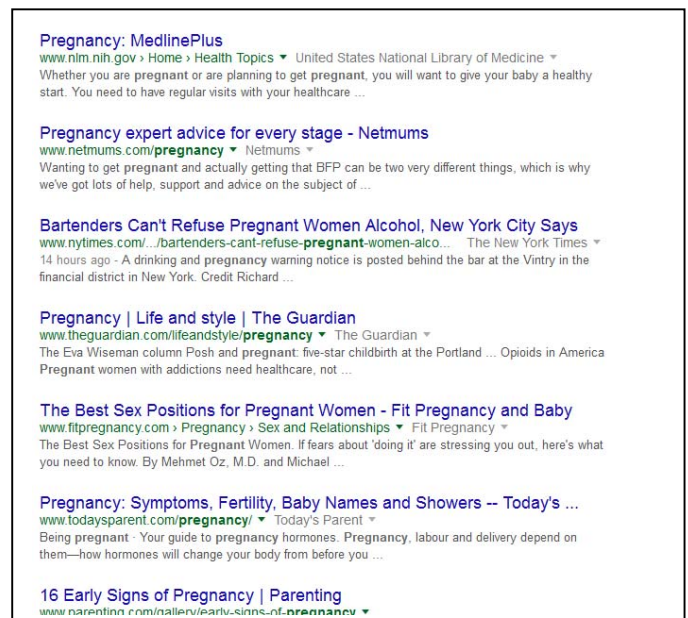 Pregnancy: MedlinePlus
www.nlm.nih.gov › Home › Health Topics ▼ United States National Library of Medicine ▼
Whether you are pregnant or are planning to get pregnant, you will want to give your baby a healthy
start. You need to have regular visits with your healthcare ...
Pregnancy expert advice for every stage - Netmums
www.netmums.com/pregnancy ▼ Netmums ▼
Wanting to get pregnant and actually getting that BFP can be two very different things, which is why
we've got lots of help, support and advice on the subject of ...
Bartenders Can't Refuse Pregnant Women Alcohol, New York City Says
www.nytimes.com/.../bartenders-cant-refuse-pregnant-women-alco... The New York Times ▼
14 hours ago - A drinking and pregnancy warning notice is posted behind the bar at the Vintry in the
financial district in New York. Credit Richard ...
Pregnancy | Life and style | The Guardian
www.theguardian.com/lifeandstyle/pregnancy ▼ The Guardian ▼
The Eva Wiseman column Posh and pregnant: five-star childbirth at the Portland ... Opioids in America
Pregnant women with addictions need healthcare, not ...
The Best Sex Positions for Pregnant Women - Fit Pregnancy and Baby
www.fitpregnancy.com › Pregnancy › Sex and Relationships ▼ Fit Pregnancy ▼
The Best Sex Positions for Pregnant Women. If fears about 'doing it' are stressing you out, here's what
you need to know. By Mehmet Oz, M.D. and Michael ...
Pregnancy: Symptoms, Fertility, Baby Names and Showers -- Today's ...
www.todaysparent.com/pregnancy/ ▼ Today's Parent ▼
Being pregnant · Your guide to pregnancy hormones. Pregnancy, labour and delivery depend on
them—how hormones will change your body from before you ...
16 Early Signs of Pregnancy | Parenting
www.parenting.com/gallery/early-signs-of-pregnancy ▼